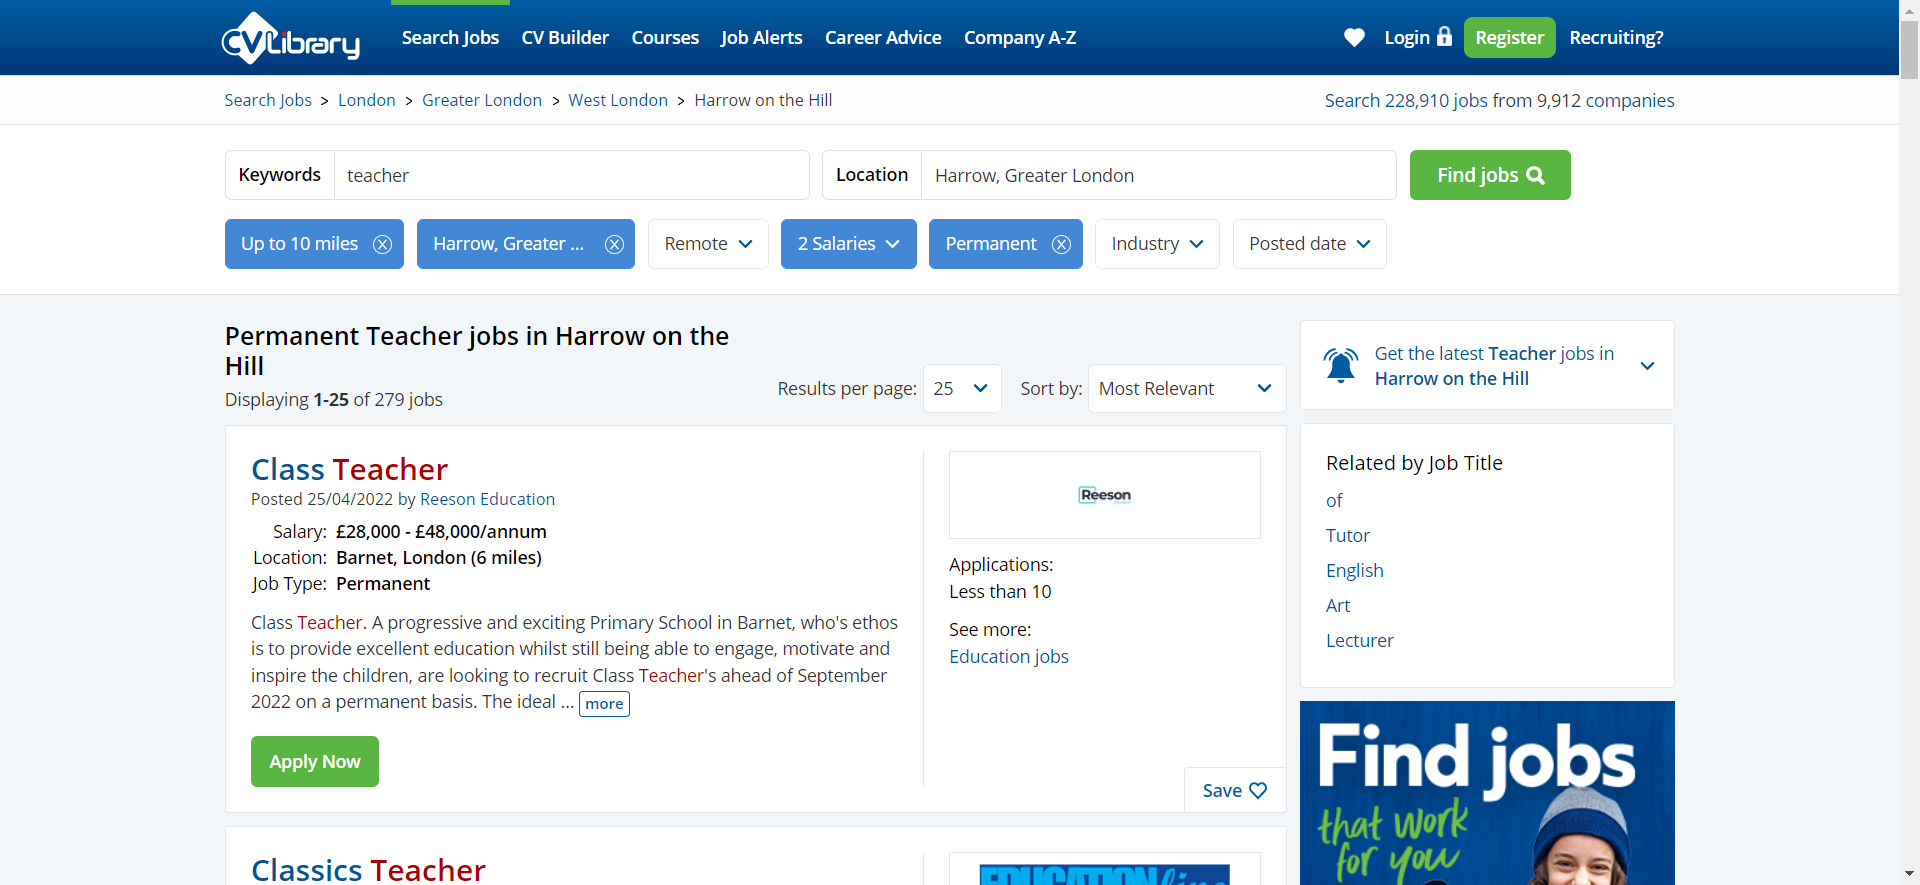 CVLibrary
Search Jobs CV Builder Courses Job Alerts Career Advice Company A-Z Login Register Recruiting?
Search Jobs > London > Greater London > West London > Harrow on the Hill
Search 228,910 jobs from 9,912 companies
Keywords teacher Location Harrow, Greater London Find jobs
Up to 10 miles Harrow, Greater ... Remote 2 Salaries Permanent Industry Posted date
Permanent Teacher jobs in Harrow on the
Hill
Displaying 1-25 of 279 jobs
Results per page: 25 Sort by: Most Relevant
Class Teacher
Posted 25/04/2022 by Reeson Education
Salary: £28,000 - £48,000/annum
Location: Barnet, London (6 miles)
Job Type: Permanent
Class Teacher. A progressive and exciting Primary School in Barnet, who's ethos
is to provide excellent education whilst still being able to engage, motivate and
inspire the children, are looking to recruit Class Teacher's ahead of September
2022 on a permanent basis. The ideal ... more
Apply Now
Reeson
Applications:
Less than 10
See more:
Education jobs
Save
Classics Teacher
EDUCATION line
Get the latest Teacher jobs in
Harrow on the Hill
Related by Job Title
of
Tutor
English
Art
Lecturer
Find jobs
that work
for you